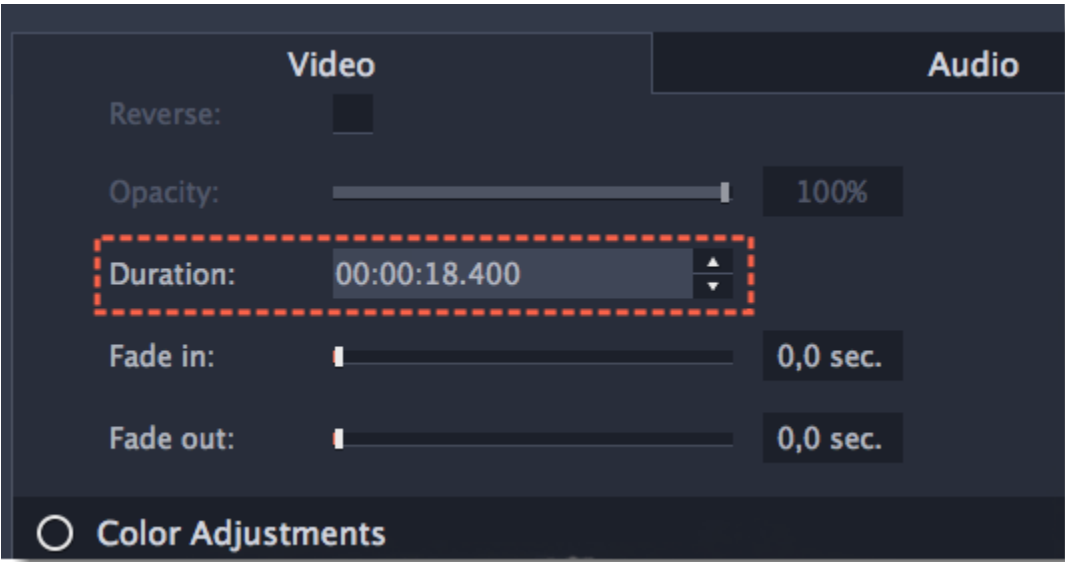 Video Audio
Reverse:
Opacity: 100%
Duration: 00:00:18.400
Fade in: 0,0 sec.
Fade out: 0,0 sec.
Color Adjustments